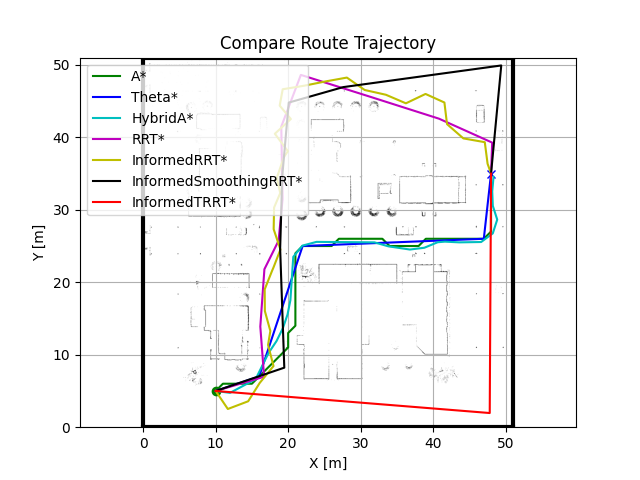 Compare Route Trajectory
A*
Theta*
HybridA*
RRT*
InformedRRT*
InformedSmoothingRRT*
InformedTRRT*
Y [m]
50
40
30
20
10
0
0 10 20 30 40 50
X [m]